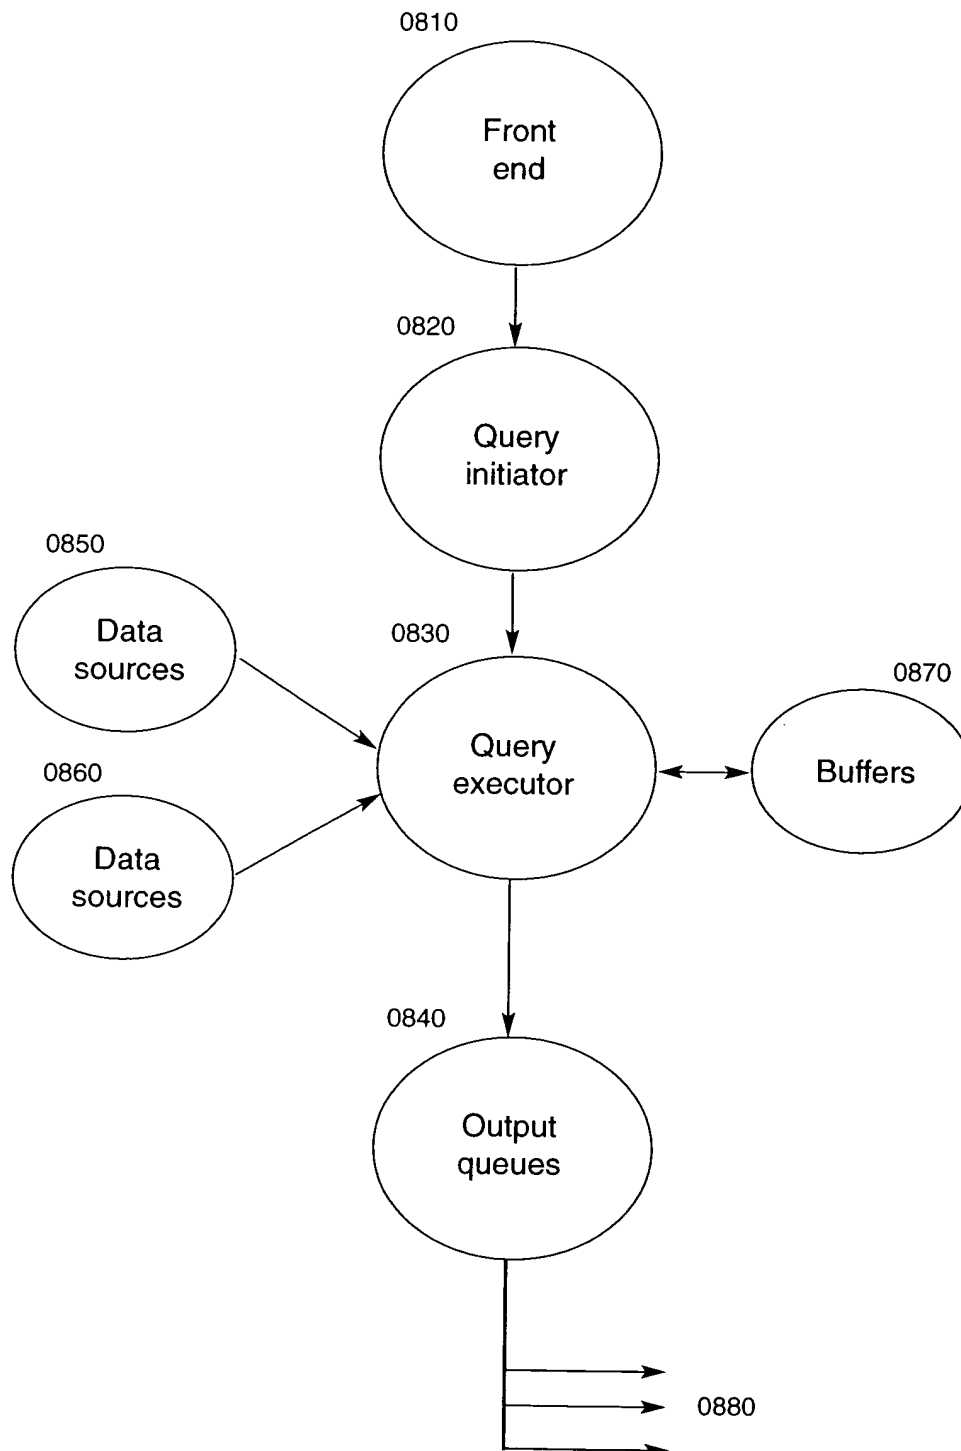 0810
Front
end
0820
Query
initiator
0850
Data
sources
0830
Query
executor
0870
Buffers
0860
Data
sources
0840
Output
queues
0880